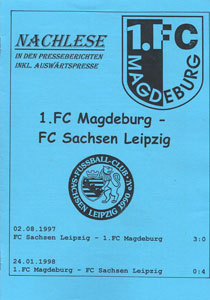 NACHLESE
IN DEN PRESSEBERICHTEN
INKL. AUSWÄRTSPRESSE
1.FC
MAGDEBURG
1.FC Magdeburg -
FC Sachsen Leipzig
FUSSBALL-CLUB
SACHSEN LEIPZIG 1990
02.08.1997
FC Sachsen Leipzig - 1.FC Magdeburg 3:0
24.01.1998
1.FC Magdeburg - FC Sachsen Leipzig 0:4